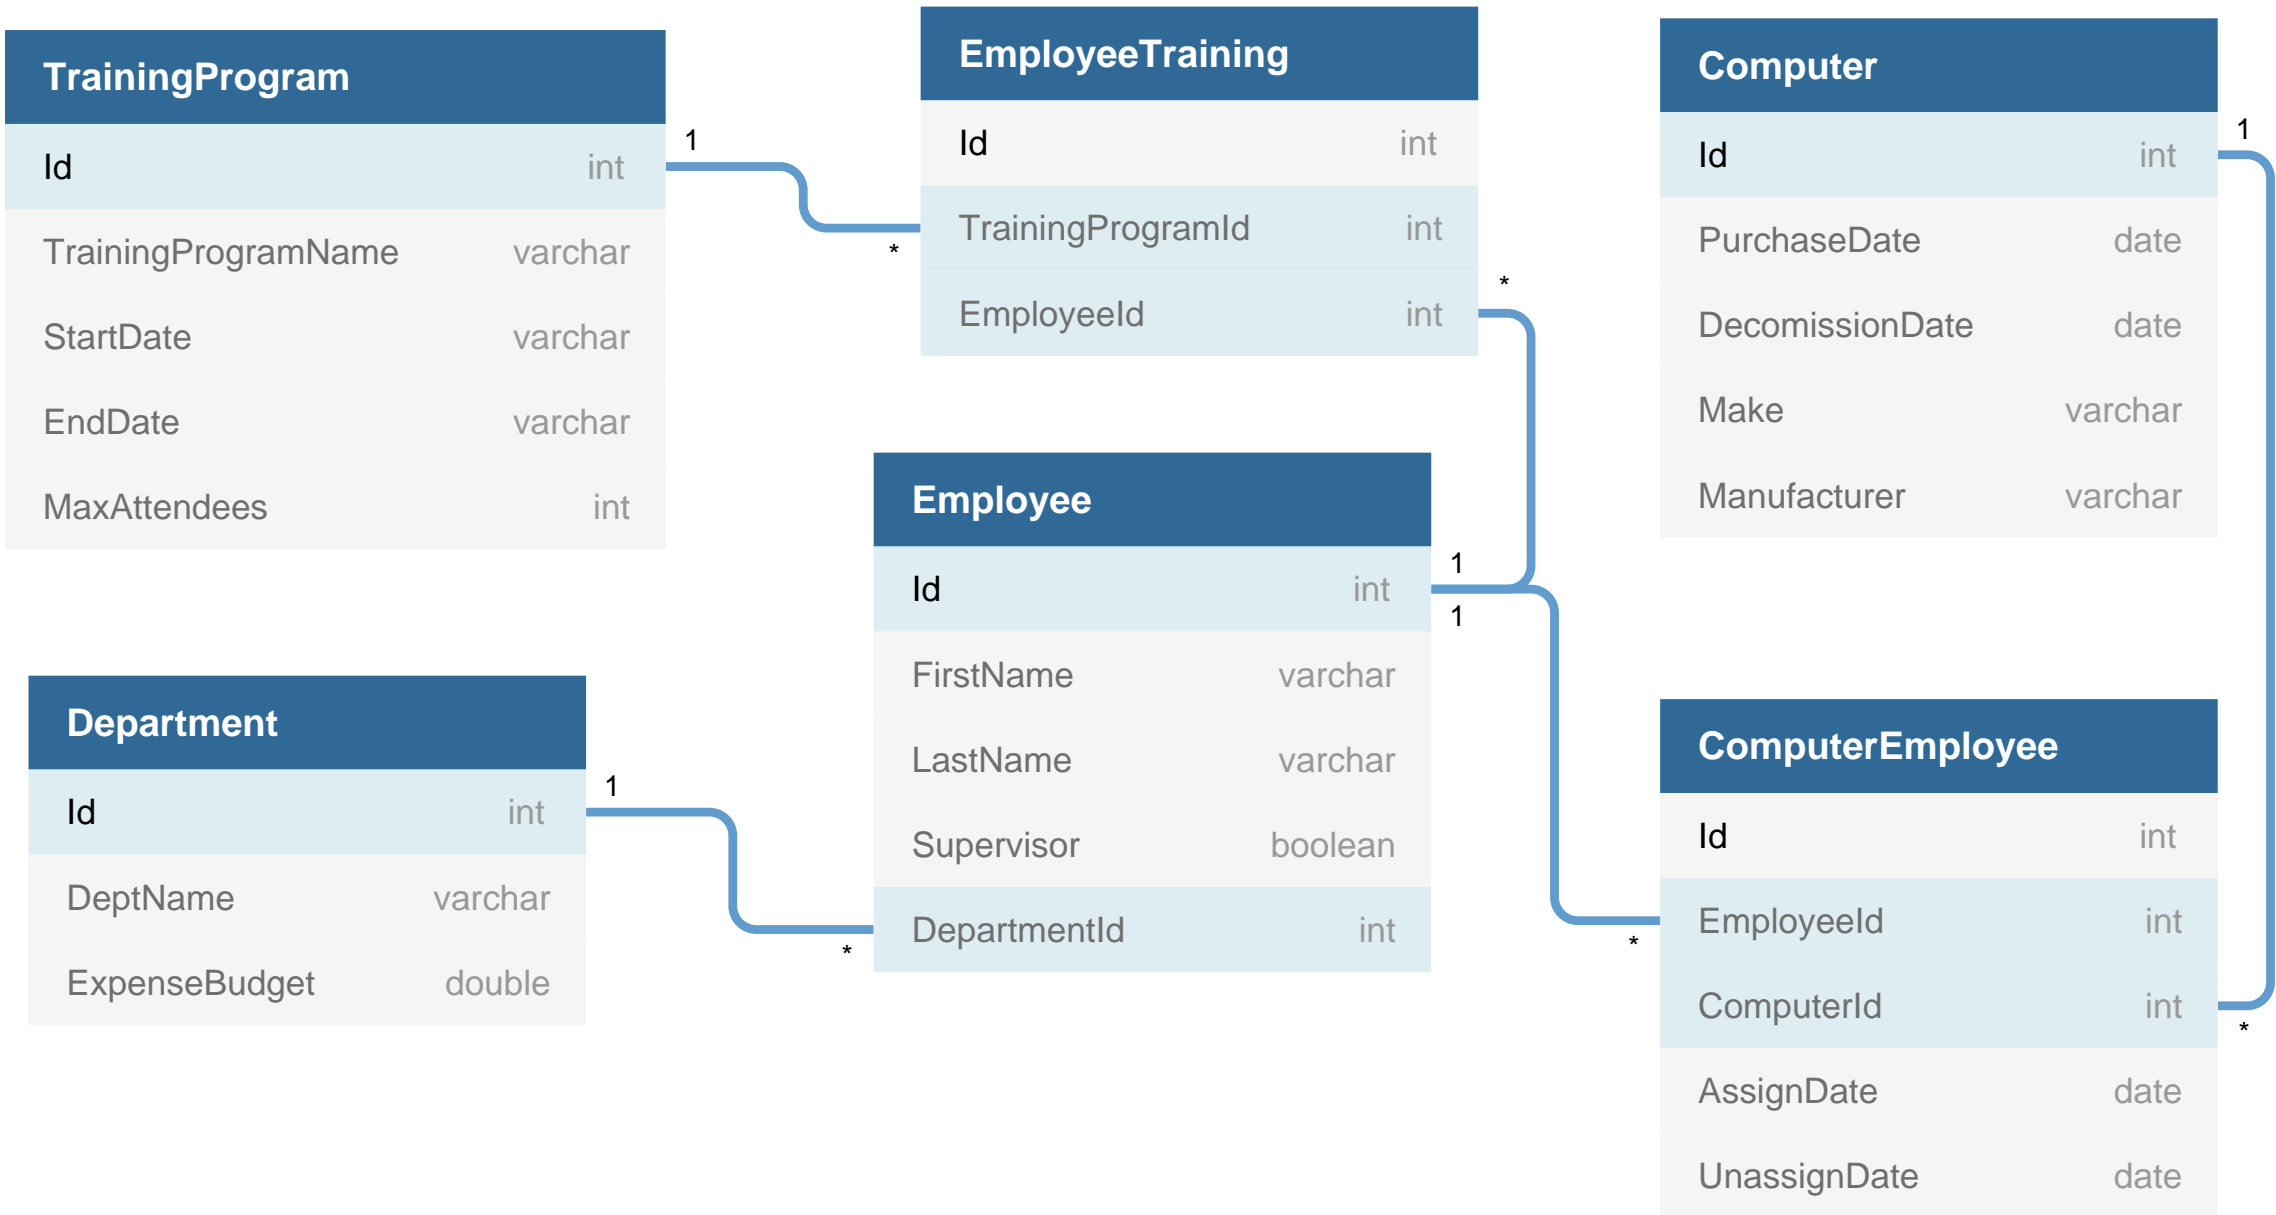 TrainingProgram
Id int
TrainingProgramName varchar
StartDate varchar
EndDate varchar
MaxAttendees int
1
*
EmployeeTraining
Id int
TrainingProgramId int
EmployeeId int
*
Computer
Id int
PurchaseDate date
DecomissionDate date
Make varchar
Manufacturer varchar
1
Employee
Id int
FirstName varchar
LastName varchar
Supervisor boolean
DepartmentId int
1
1
Department
Id int
DeptName varchar
ExpenseBudget double
1
*
ComputerEmployee
Id int
EmployeeId int
ComputerId int
AssignDate date
UnassignDate date
*
*